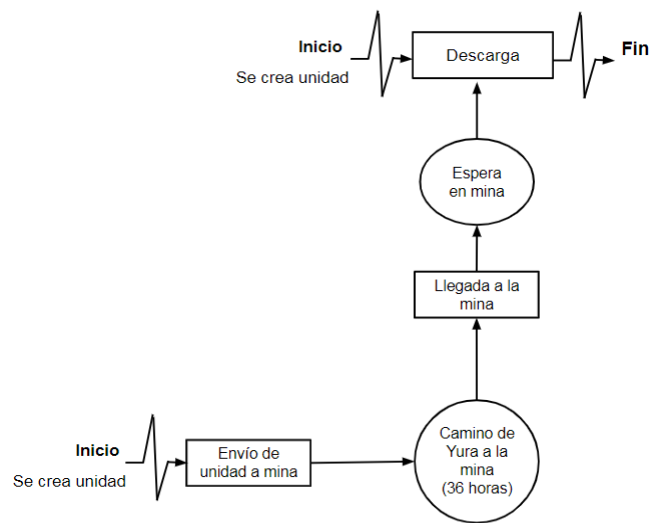 Inicio
Se crea unidad
Descarga
Fin
Espera
en mina
Llegada a la
mina
Camino de
Yura a la
mina
(36 horas)
Inicio
Se crea unidad
Envío de
unidad a mina